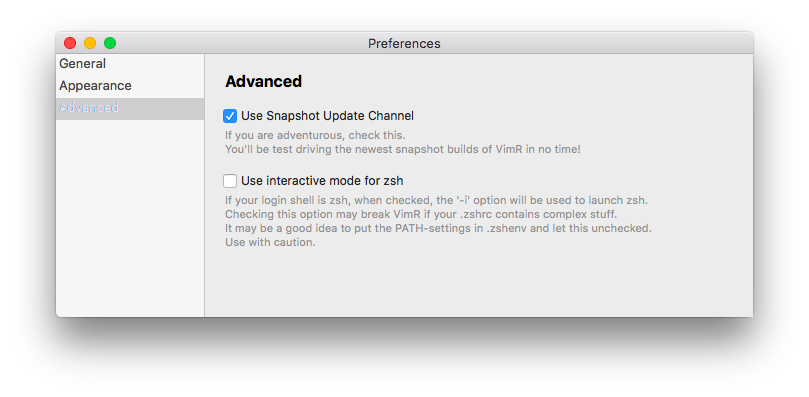 Preferences
General
Appearance
Advanced
Advanced
Use Snapshot Update Channel
If you are adventurous, check this.
You'll be test driving the newest snapshot builds of VimR in no time!
Use interactive mode for zsh
If your login shell is zsh, when checked, the '-i' option will be used to launch zsh.
Checking this option may break VimR if your .zshrc contains complex stuff.
It may be a good idea to put the PATH-settings in .zshenv and let this unchecked.
Use with caution.